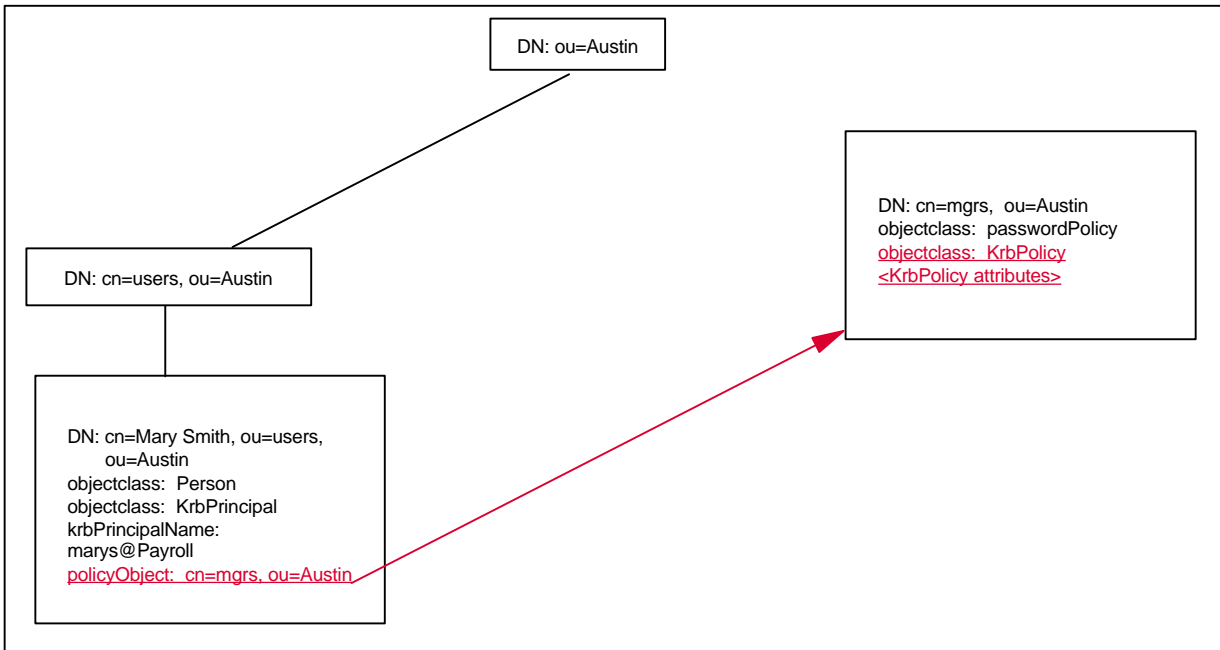 DN: ou=Austin
DN: cn=mgrs, ou=Austin
objectclass: passwordPolicy
objectclass: KrbPolicy
<KrbPolicy attributes>
DN: cn=users, ou=Austin
DN: cn=Mary Smith, ou=users,
ou=Austin
objectclass: Person
objectclass: KrbPrincipal
krbPrincipalName:
marys@Payroll
policyObject: cn=mgrs, ou=Austin